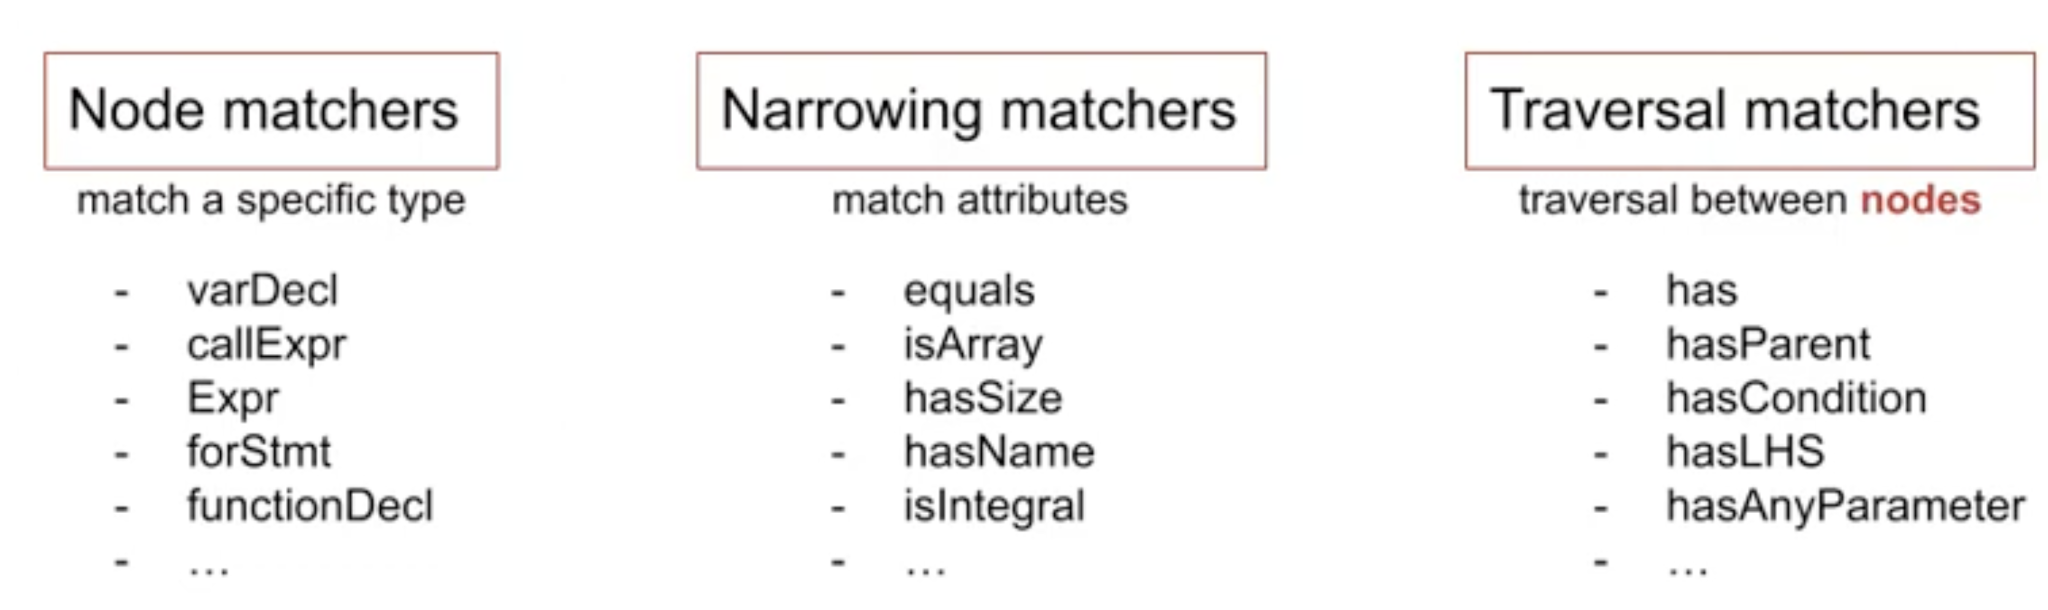 Node matchers
match a specific type
- varDecl
- callExpr
- Expr
- forStmt
- functionDecl
- ...
Narrowing matchers
match attributes
- equals
- isArray
- hasSize
- hasName
- isIntegral
- ...
Traversal matchers
traversal between nodes
- has
- hasParent
- hasCondition
- hasLHS
- hasAnyParameter
- ...